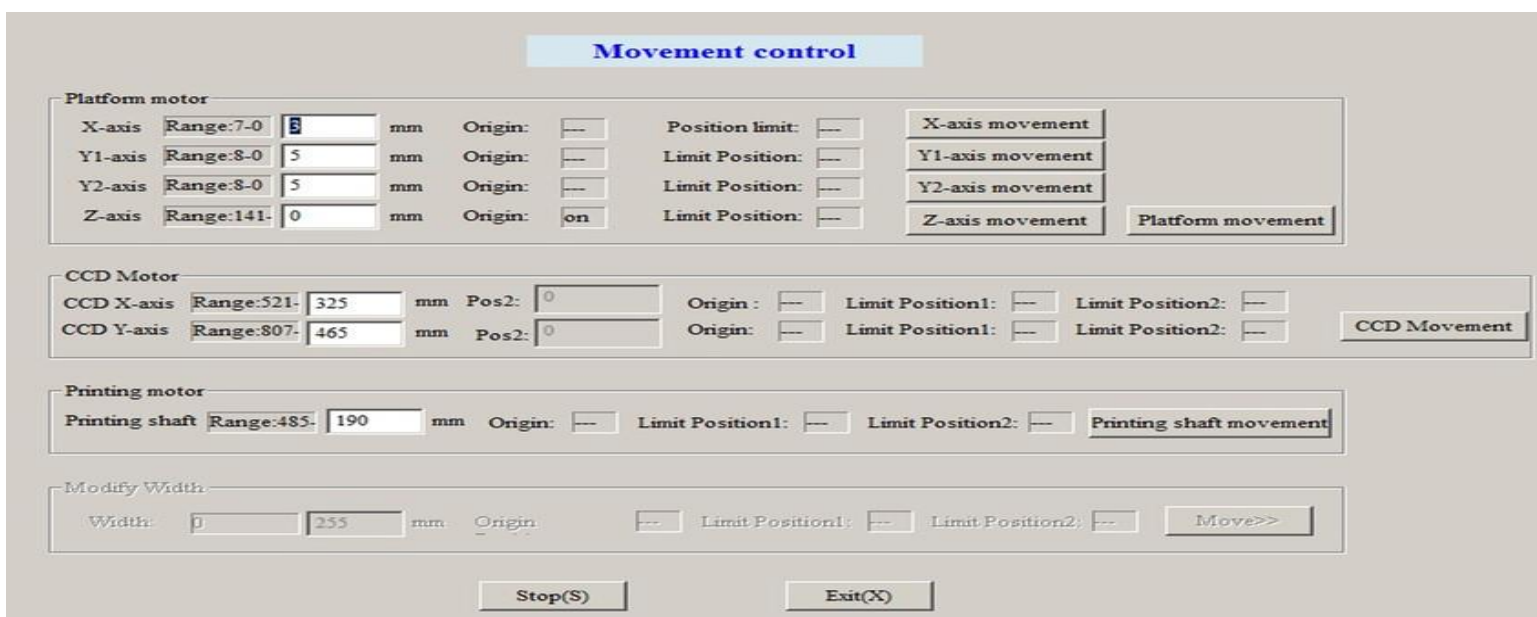 Movement control
Platform motor
X-axis Range:7-0 3 mm Origin: --- Position limit: --- X-axis movement
Y1-axis Range:8-0 5 mm Origin: --- Limit Position: --- Y1-axis movement
Y2-axis Range:8-0 5 mm Origin: --- Limit Position: --- Y2-axis movement
Z-axis Range:141- 0 mm Origin: on Limit Position: --- Z-axis movement Platform movement
CCD Motor
CCD X-axis Range:521- 325 mm Pos2: 0 Origin : --- Limit Position1: --- Limit Position2: ---
CCD Y-axis Range:807- 465 mm Pos2: 0 Origin: --- Limit Position1: --- Limit Position2: --- CCD Movement
Printing motor
Printing shaft Range:485- 190 mm Origin: --- Limit Position1: --- Limit Position2: --- Printing shaft movement
Modify Width
Width: 0 255 mm Origin --- Limit Position1: --- Limit Position2: --- Move>>
Stop(S) Exit(X)